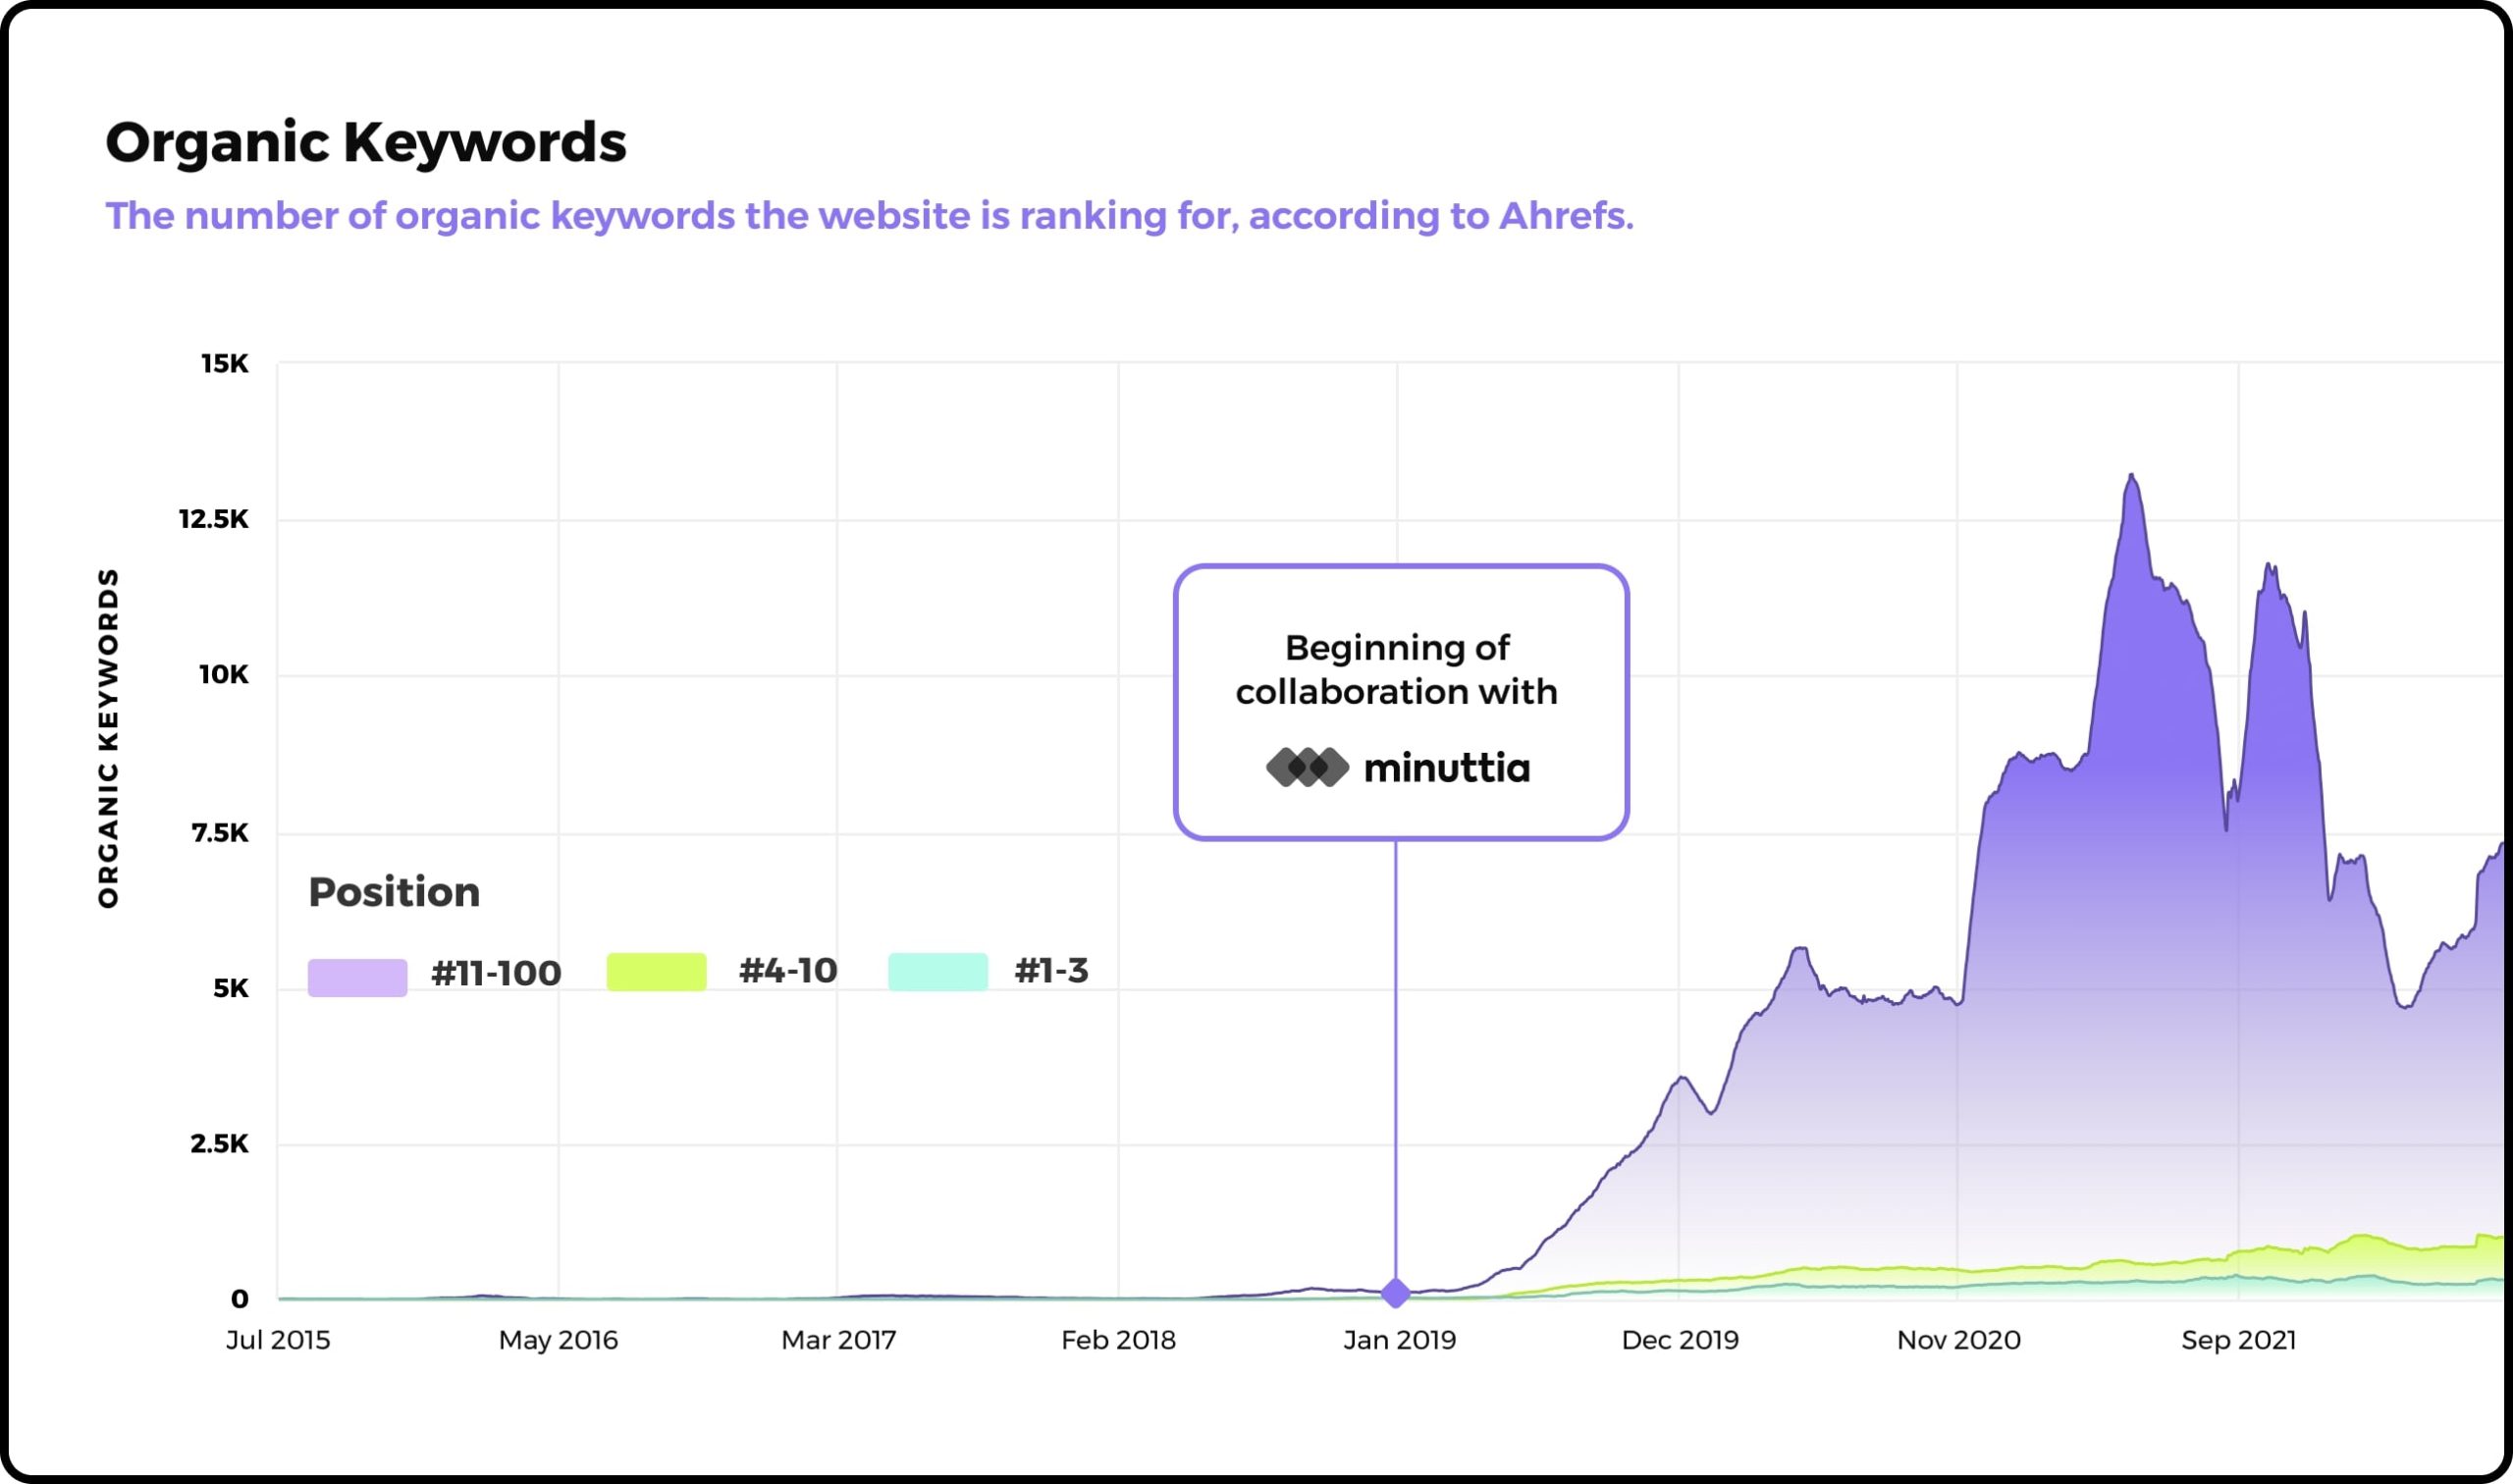 Organic Keywords
The number of organic keywords the website is ranking for, according to Ahrefs.
ORGANIC KEYWORDS
15K
12.5K
10K
7.5K
5K
2.5K
0
Beginning of
collaboration with
minuttia
Position
#11-100 #4-10 #1-3
Jul 2015 May 2016 Mar 2017 Feb 2018 Jan 2019 Dec 2019 Nov 2020 Sep 2021